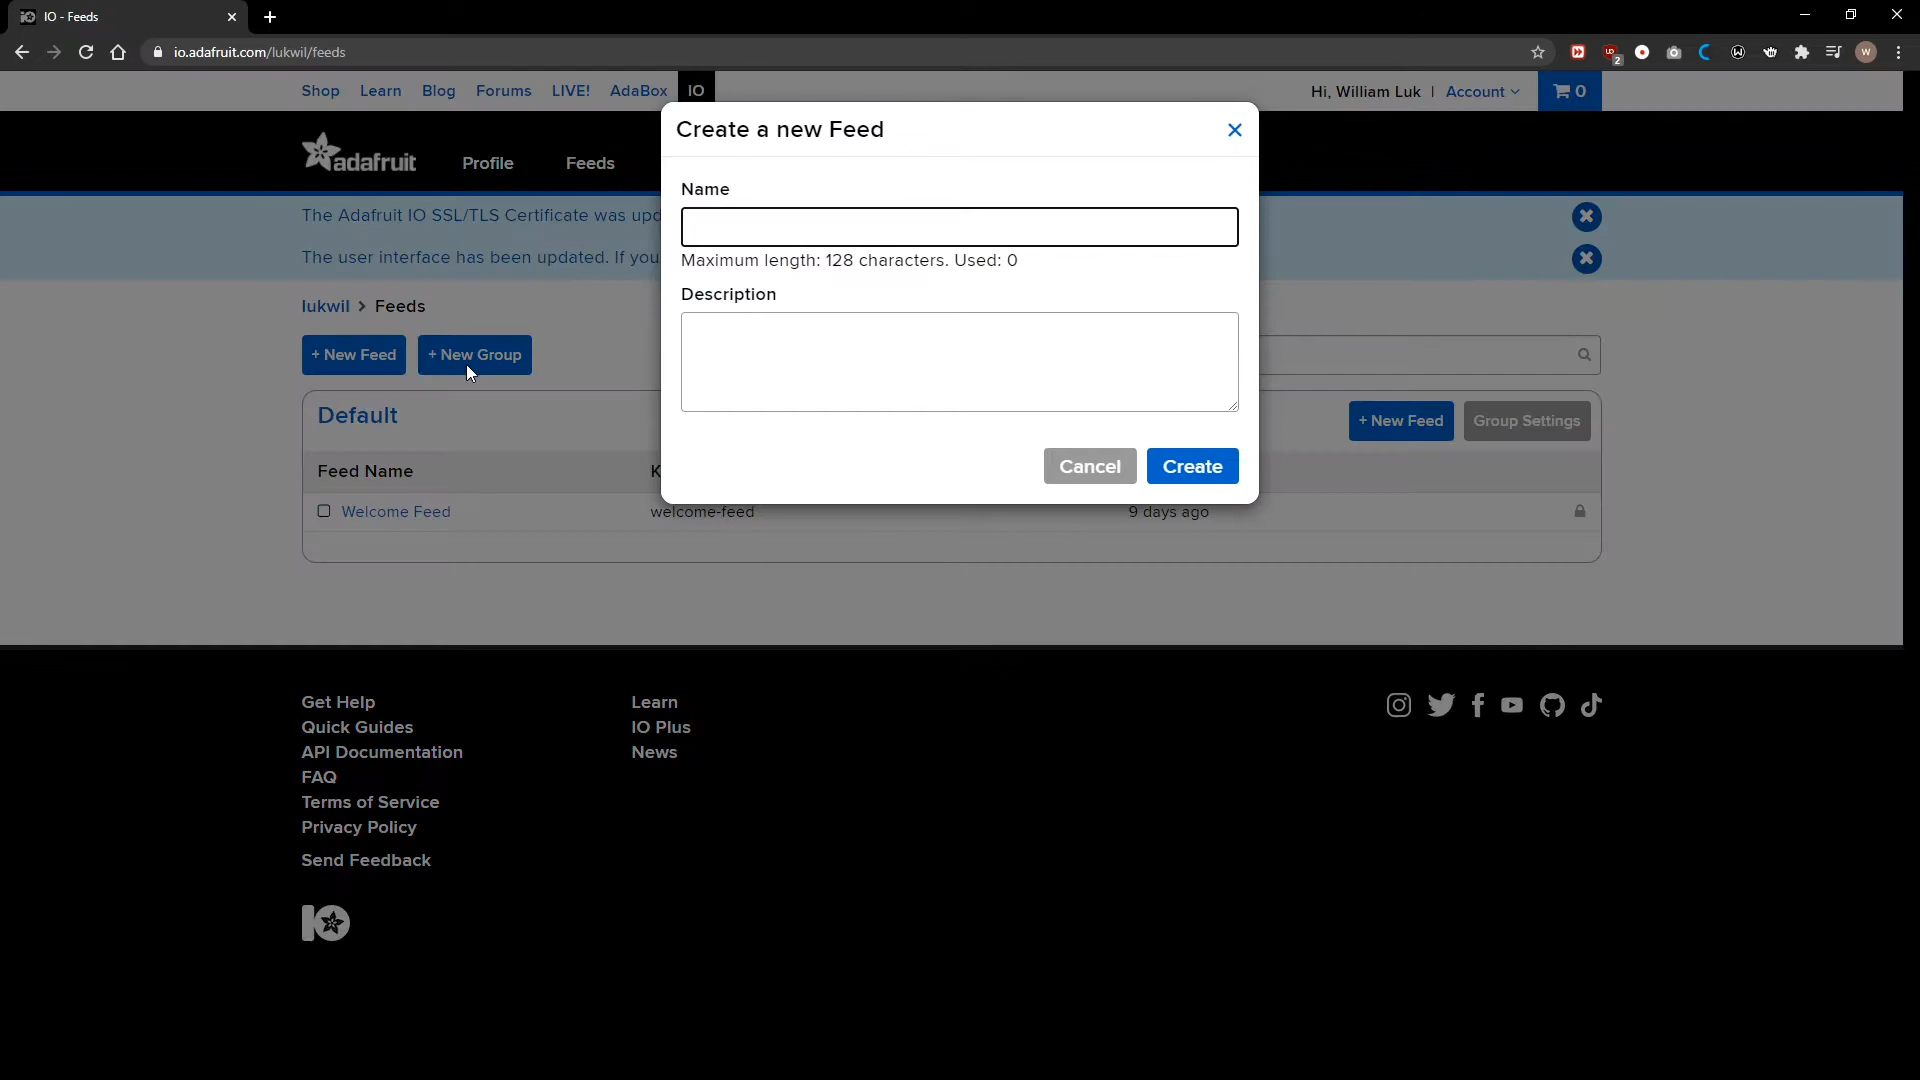 IO - Feeds
io.adafruit.com/lukwil/feeds
2
W
Shop Learn Blog Forums LIVE! AdaBox IO
Hi, William Luk | Account
0
adafruit
Profile Feeds
The Adafruit IO SSL/TLS Certificate was upd
The user interface has been updated. If you
lukwil > Feeds
+ New Feed + New Group
Default
+ New Feed Group Settings
Feed Name K
Welcome Feed welcome-feed 9 days ago
Create a new Feed
Name
Maximum length: 128 characters. Used: 0
Description
Cancel Create
Get Help
Quick Guides
API Documentation
FAQ
Terms of Service
Privacy Policy
Send Feedback
Learn
IO Plus
News
IO